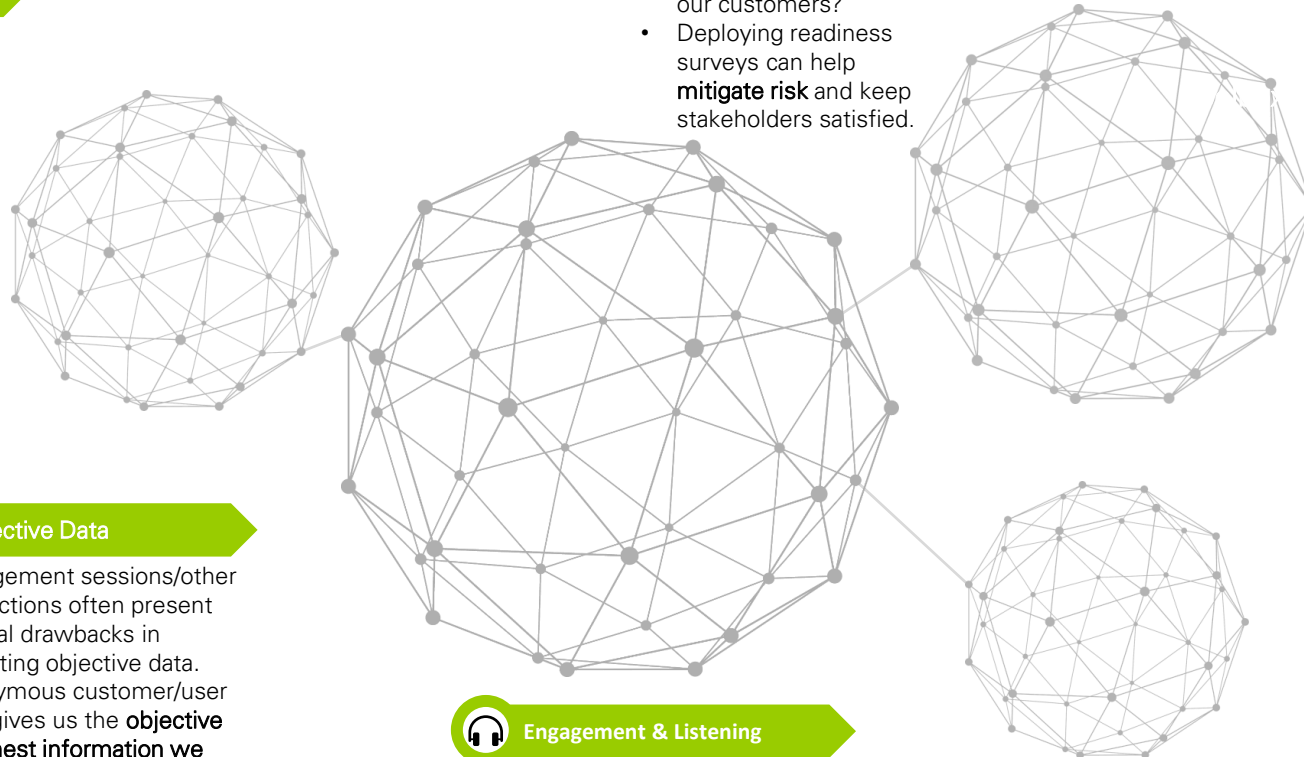 our customers?
• Deploying readiness
surveys can help
mitigate risk and keep
stakeholders satisfied.
ective Data
gement sessions/other
ctions often present
al drawbacks in
ting objective data.
ymous customer/user
gives us the objective
nest information we
Engagement & Listening